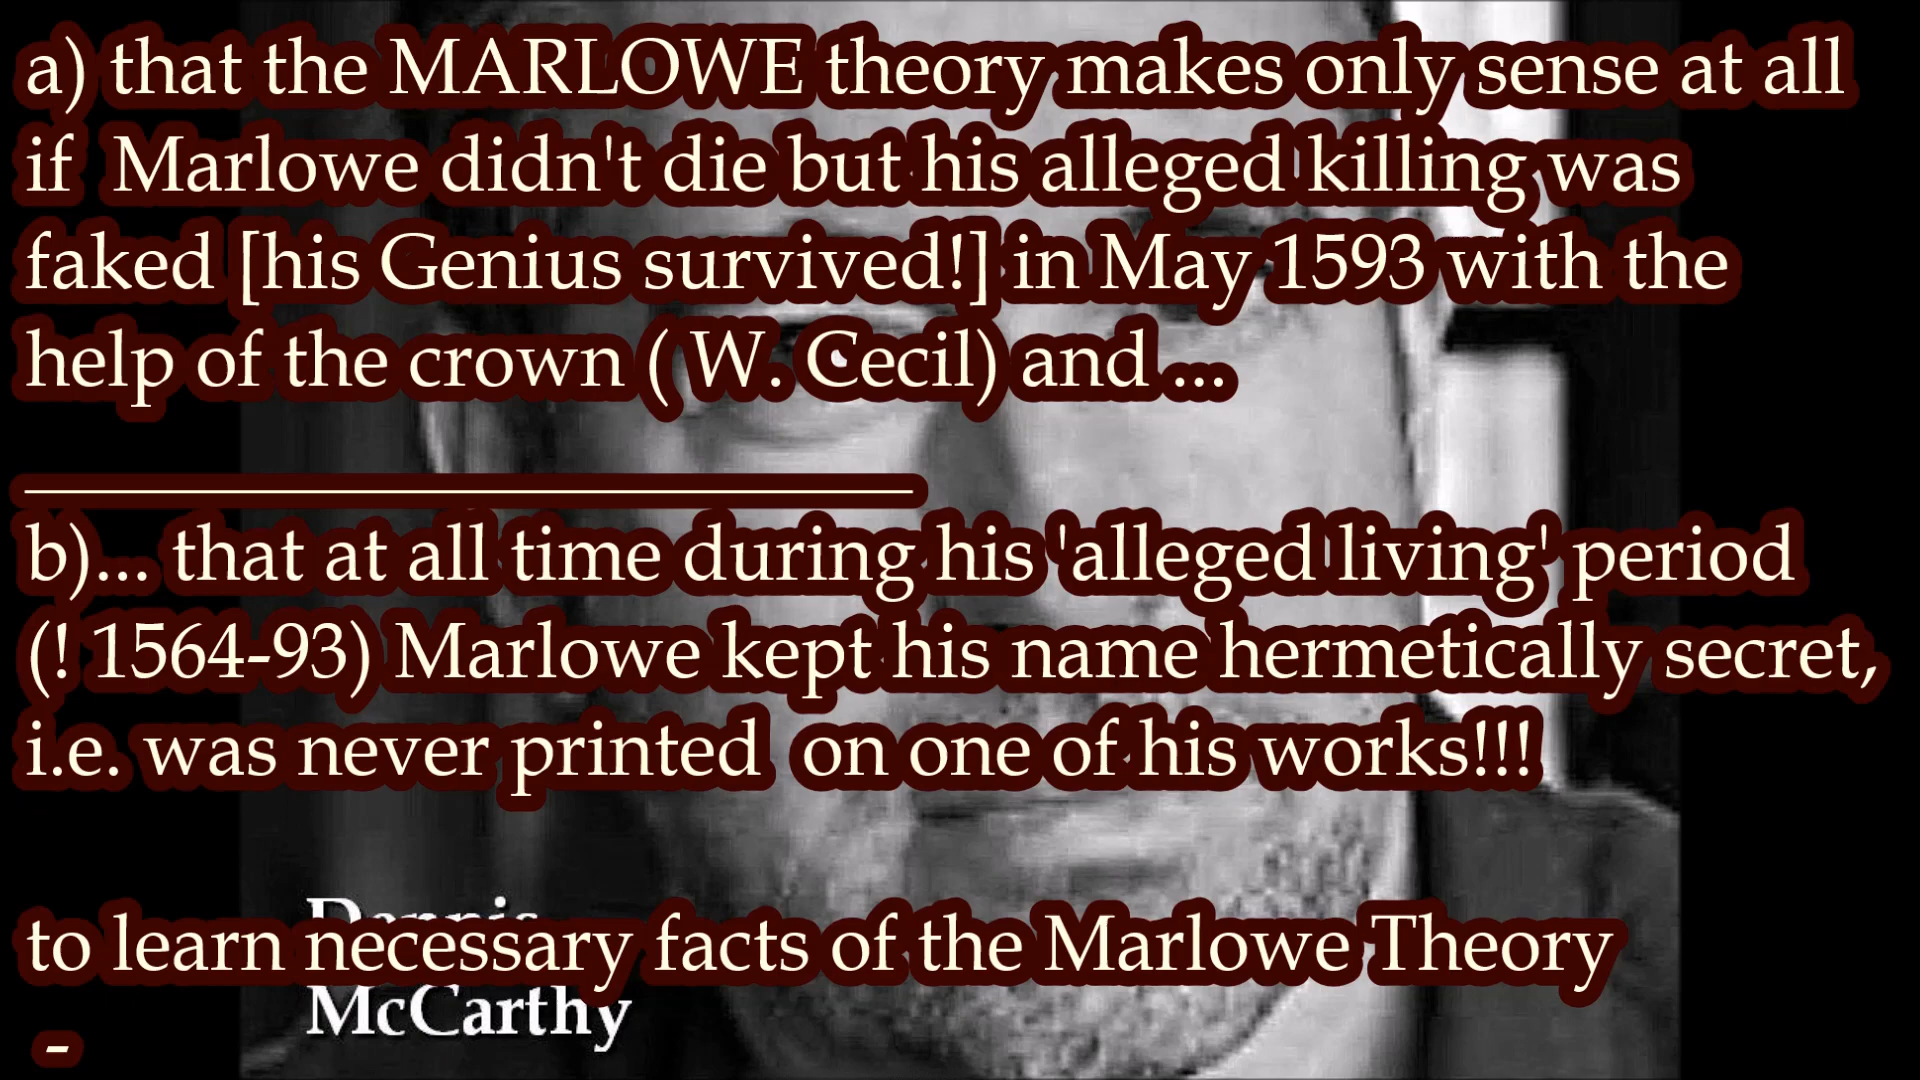 a) that the MARLOWE theory makes only sense at all
if Marlowe didn't die but his alleged killing was
faked [his Genius survived!] in May 1593 with the
help of the crown ( W. Cecil) and ...
b)... that at all time during his 'alleged living' period
(! 1564-93) Marlowe kept his name hermetically secret,
i.e. was never printed on one of his works!!!
Dennis
to learn necessary facts of the Marlowe Theory
McCarthy
-